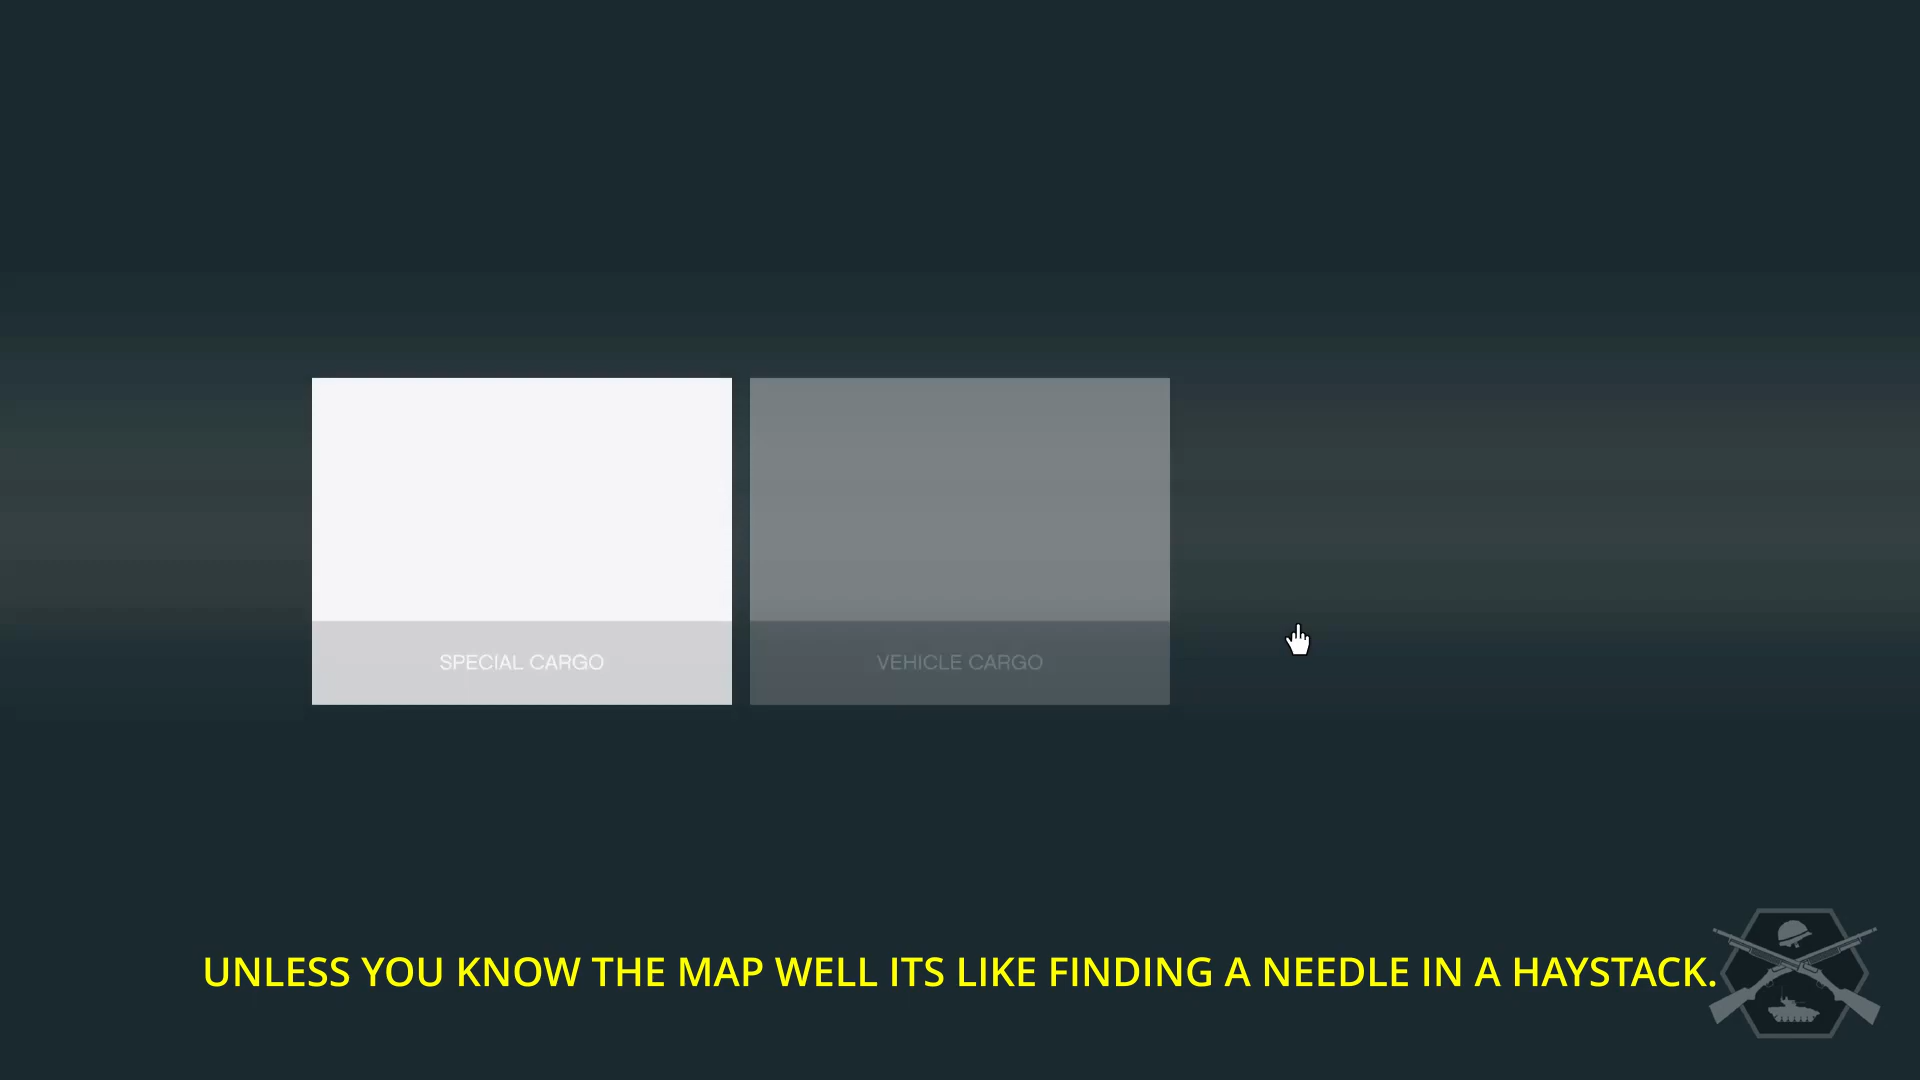 SPECIAL CARGO
VEHICLE CARGO
UNLESS YOU KNOW THE MAP WELL ITS LIKE FINDING A NEEDLE IN A HAYSTACK.